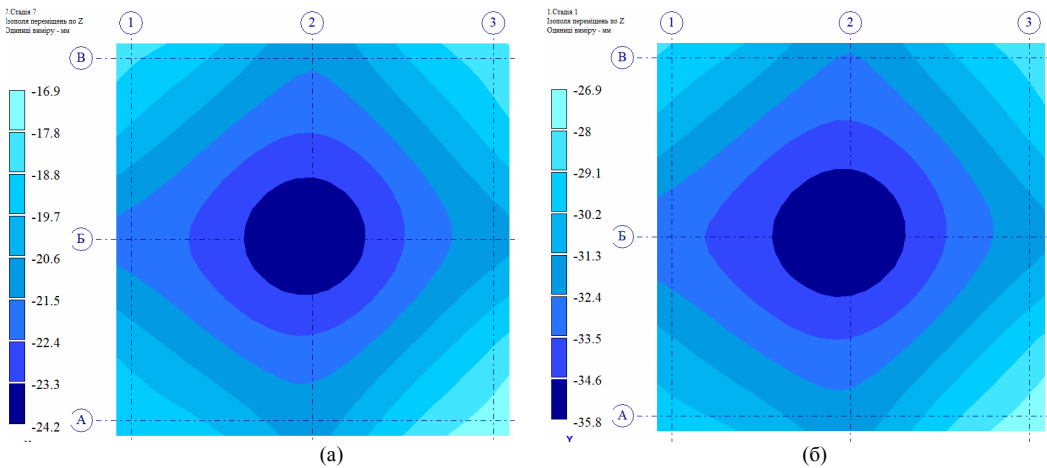 7.Стадія 7
Ізополя переміщень по Z
Одиниці виміру - мм
1
2
3
В
Б
А
-16.9
-17.8
-18.8
-19.7
-20.6
-21.5
-22.4
-23.3
-24.2
(а)
1.Стадія 1
Ізополя переміщень по Z
Одиниці виміру - мм
1
2
3
В
Б
А
-26.9
-28
-29.1
-30.2
-31.3
-32.4
-33.5
-34.6
-35.8
Y
(б)